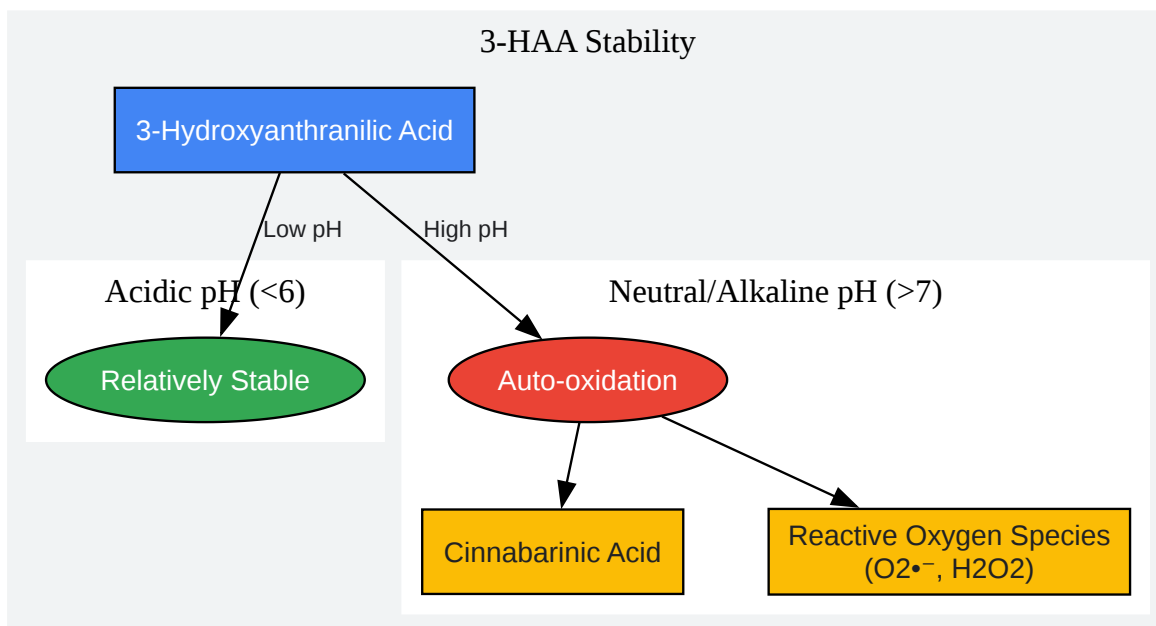 3-HAA Stability
3-Hydroxyanthranilic Acid
Low pH
High pH
Acidic pH (<6)
Neutral/Alkaline pH (>7)
Relatively Stable
Auto-oxidation
Cinnabarinic Acid
Reactive Oxygen Species
(O2•⁻, H2O2)